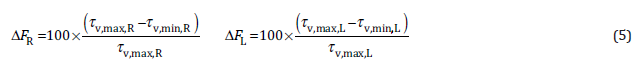 ΔF_R = 100 × (τ_v,max,R − τ_v,min,R) / τ_v,max,R    ΔF_L = 100 × (τ_v,max,L − τ_v,min,L) / τ_v,max,L    (5)